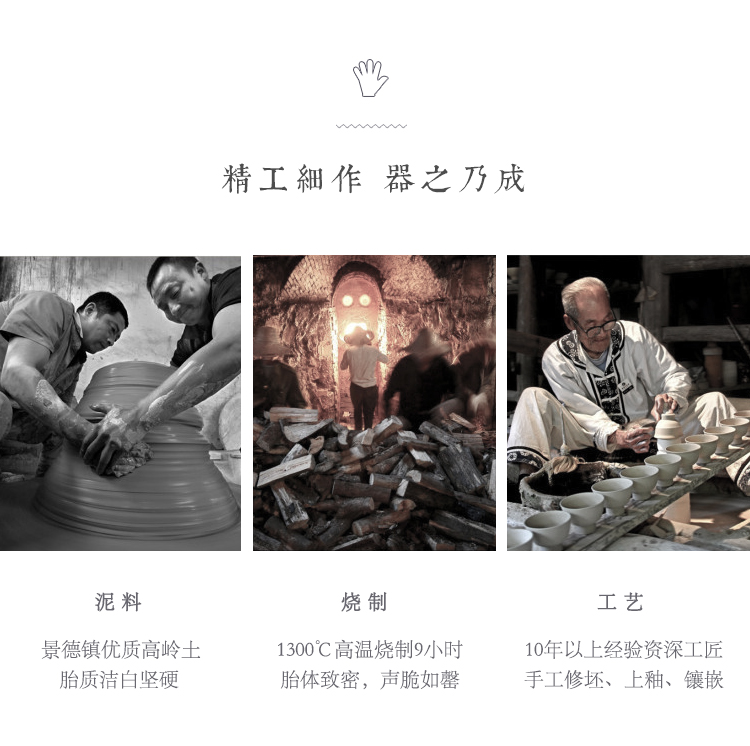 精工細作 器之乃成
泥料
景德镇优质高岭土
胎质洁白坚硬
烧制
1300℃高温烧制9小时
胎体致密，声脆如罄
工艺
10年以上经验资深工匠
手工修坯、上釉、镶嵌